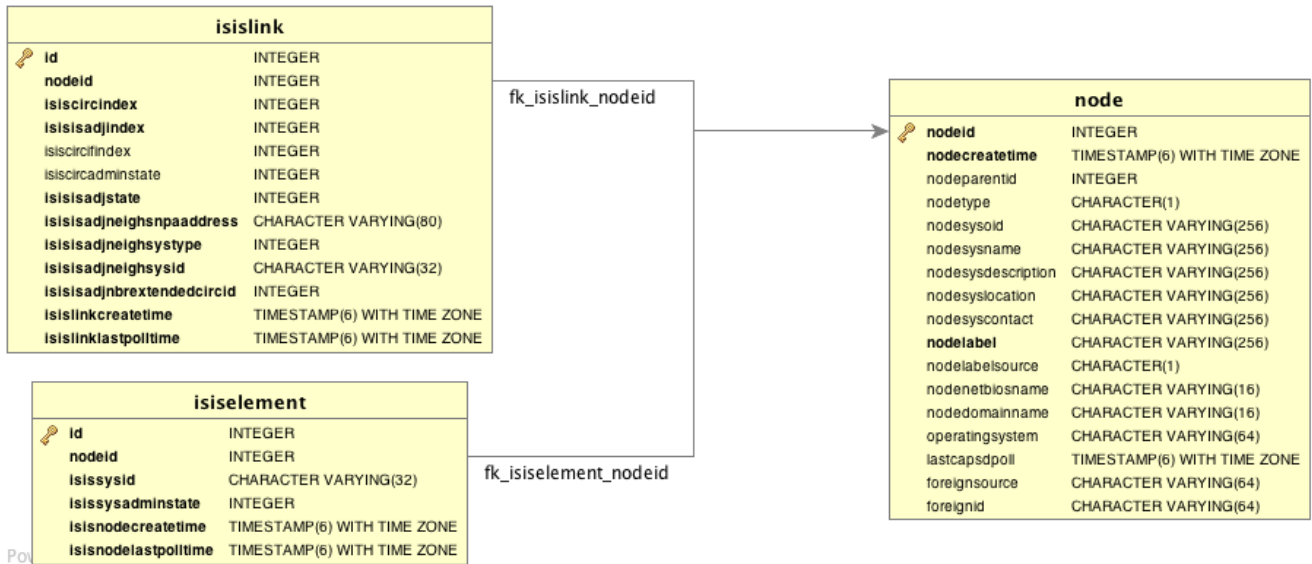 isislink
id INTEGER
nodeid INTEGER
isiscircindex INTEGER
isisisadjindex INTEGER
isiscircifindex INTEGER
isiscircadminstate INTEGER
isisisadjstate INTEGER
isisisadjneighsnpaaddress CHARACTER VARYING(80)
isisisadjneighsystype INTEGER
isisisadjneighsysid CHARACTER VARYING(32)
isisisadjnbrextendedcircid INTEGER
isislinkcreatetime TIMESTAMP(6) WITH TIME ZONE
isislinklastpolltime TIMESTAMP(6) WITH TIME ZONE
fk_isislink_nodeid
node
nodeid INTEGER
nodecreatetime TIMESTAMP(6) WITH TIME ZONE
nodeparentid INTEGER
nodetype CHARACTER(1)
nodesysoid CHARACTER VARYING(256)
nodesysname CHARACTER VARYING(256)
nodesysdescription CHARACTER VARYING(256)
nodesyslocation CHARACTER VARYING(256)
nodesyscontact CHARACTER VARYING(256)
nodelabel CHARACTER VARYING(256)
nodelabelsource CHARACTER(1)
nodenetbiosname CHARACTER VARYING(16)
nodedomainname CHARACTER VARYING(16)
operatingsystem CHARACTER VARYING(64)
lastcapsdpoll TIMESTAMP(6) WITH TIME ZONE
foreignsource CHARACTER VARYING(64)
foreignid CHARACTER VARYING(64)
isiselement
id INTEGER
nodeid INTEGER
isissysid CHARACTER VARYING(32)
isissysadminstate INTEGER
isisnodecreatetime TIMESTAMP(6) WITH TIME ZONE
isisnodelastpolltime TIMESTAMP(6) WITH TIME ZONE
fk_isiselement_nodeid